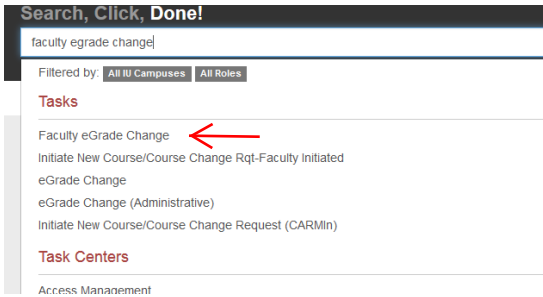 Search, Click, Done!
faculty egrade change
Filtered by: All IU Campuses All Roles
Tasks
Faculty eGrade Change
Initiate New Course/Course Change Rqt-Faculty Initiated
eGrade Change
eGrade Change (Administrative)
Initiate New Course/Course Change Request (CARMIn)
Task Centers
Access Management